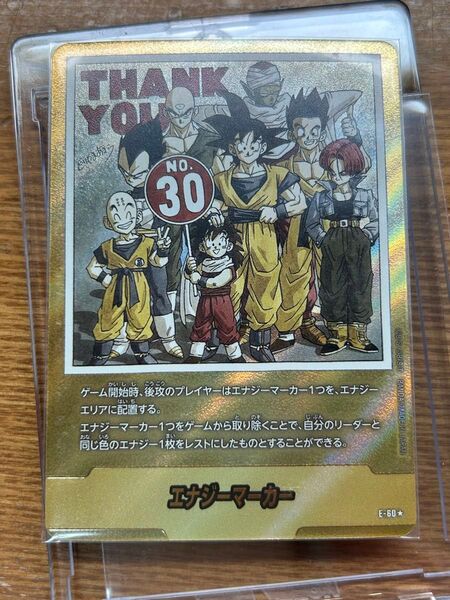 THANK
YOU
NO.
30
ゲーム開始時、後攻のプレイヤーはエナジーマーカー1つを、エナジー
エリアに配置する。
エナジーマーカー1つをゲームから取り除くことで、自分のリーダーと
同じ色のエナジー1枚をレストにしたものとすることができる。
エナジーマーカー
E-60★